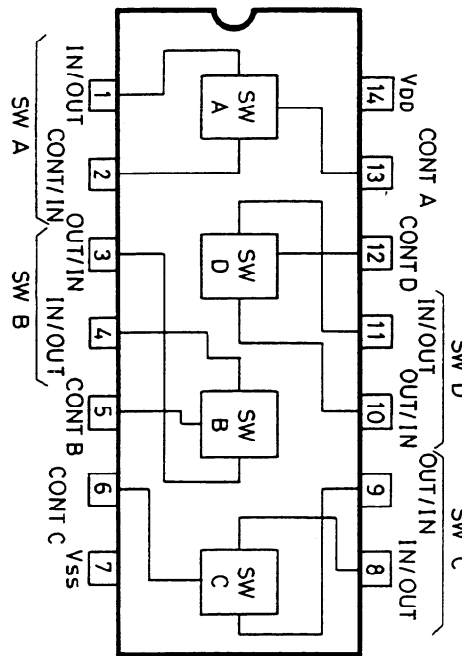 VDD
CONT A
CONT D
IN/OUT
OUT/IN
SW D
OUT/IN
IN/OUT
SW C
14
13
12
11
10
9
8
SW
A
SW
D
SW
B
SW
C
1
2
3
4
5
6
7
IN/OUT
CONT/IN
OUT/IN
IN/OUT
CONT B
CONT C
VSS
SW A
SW B